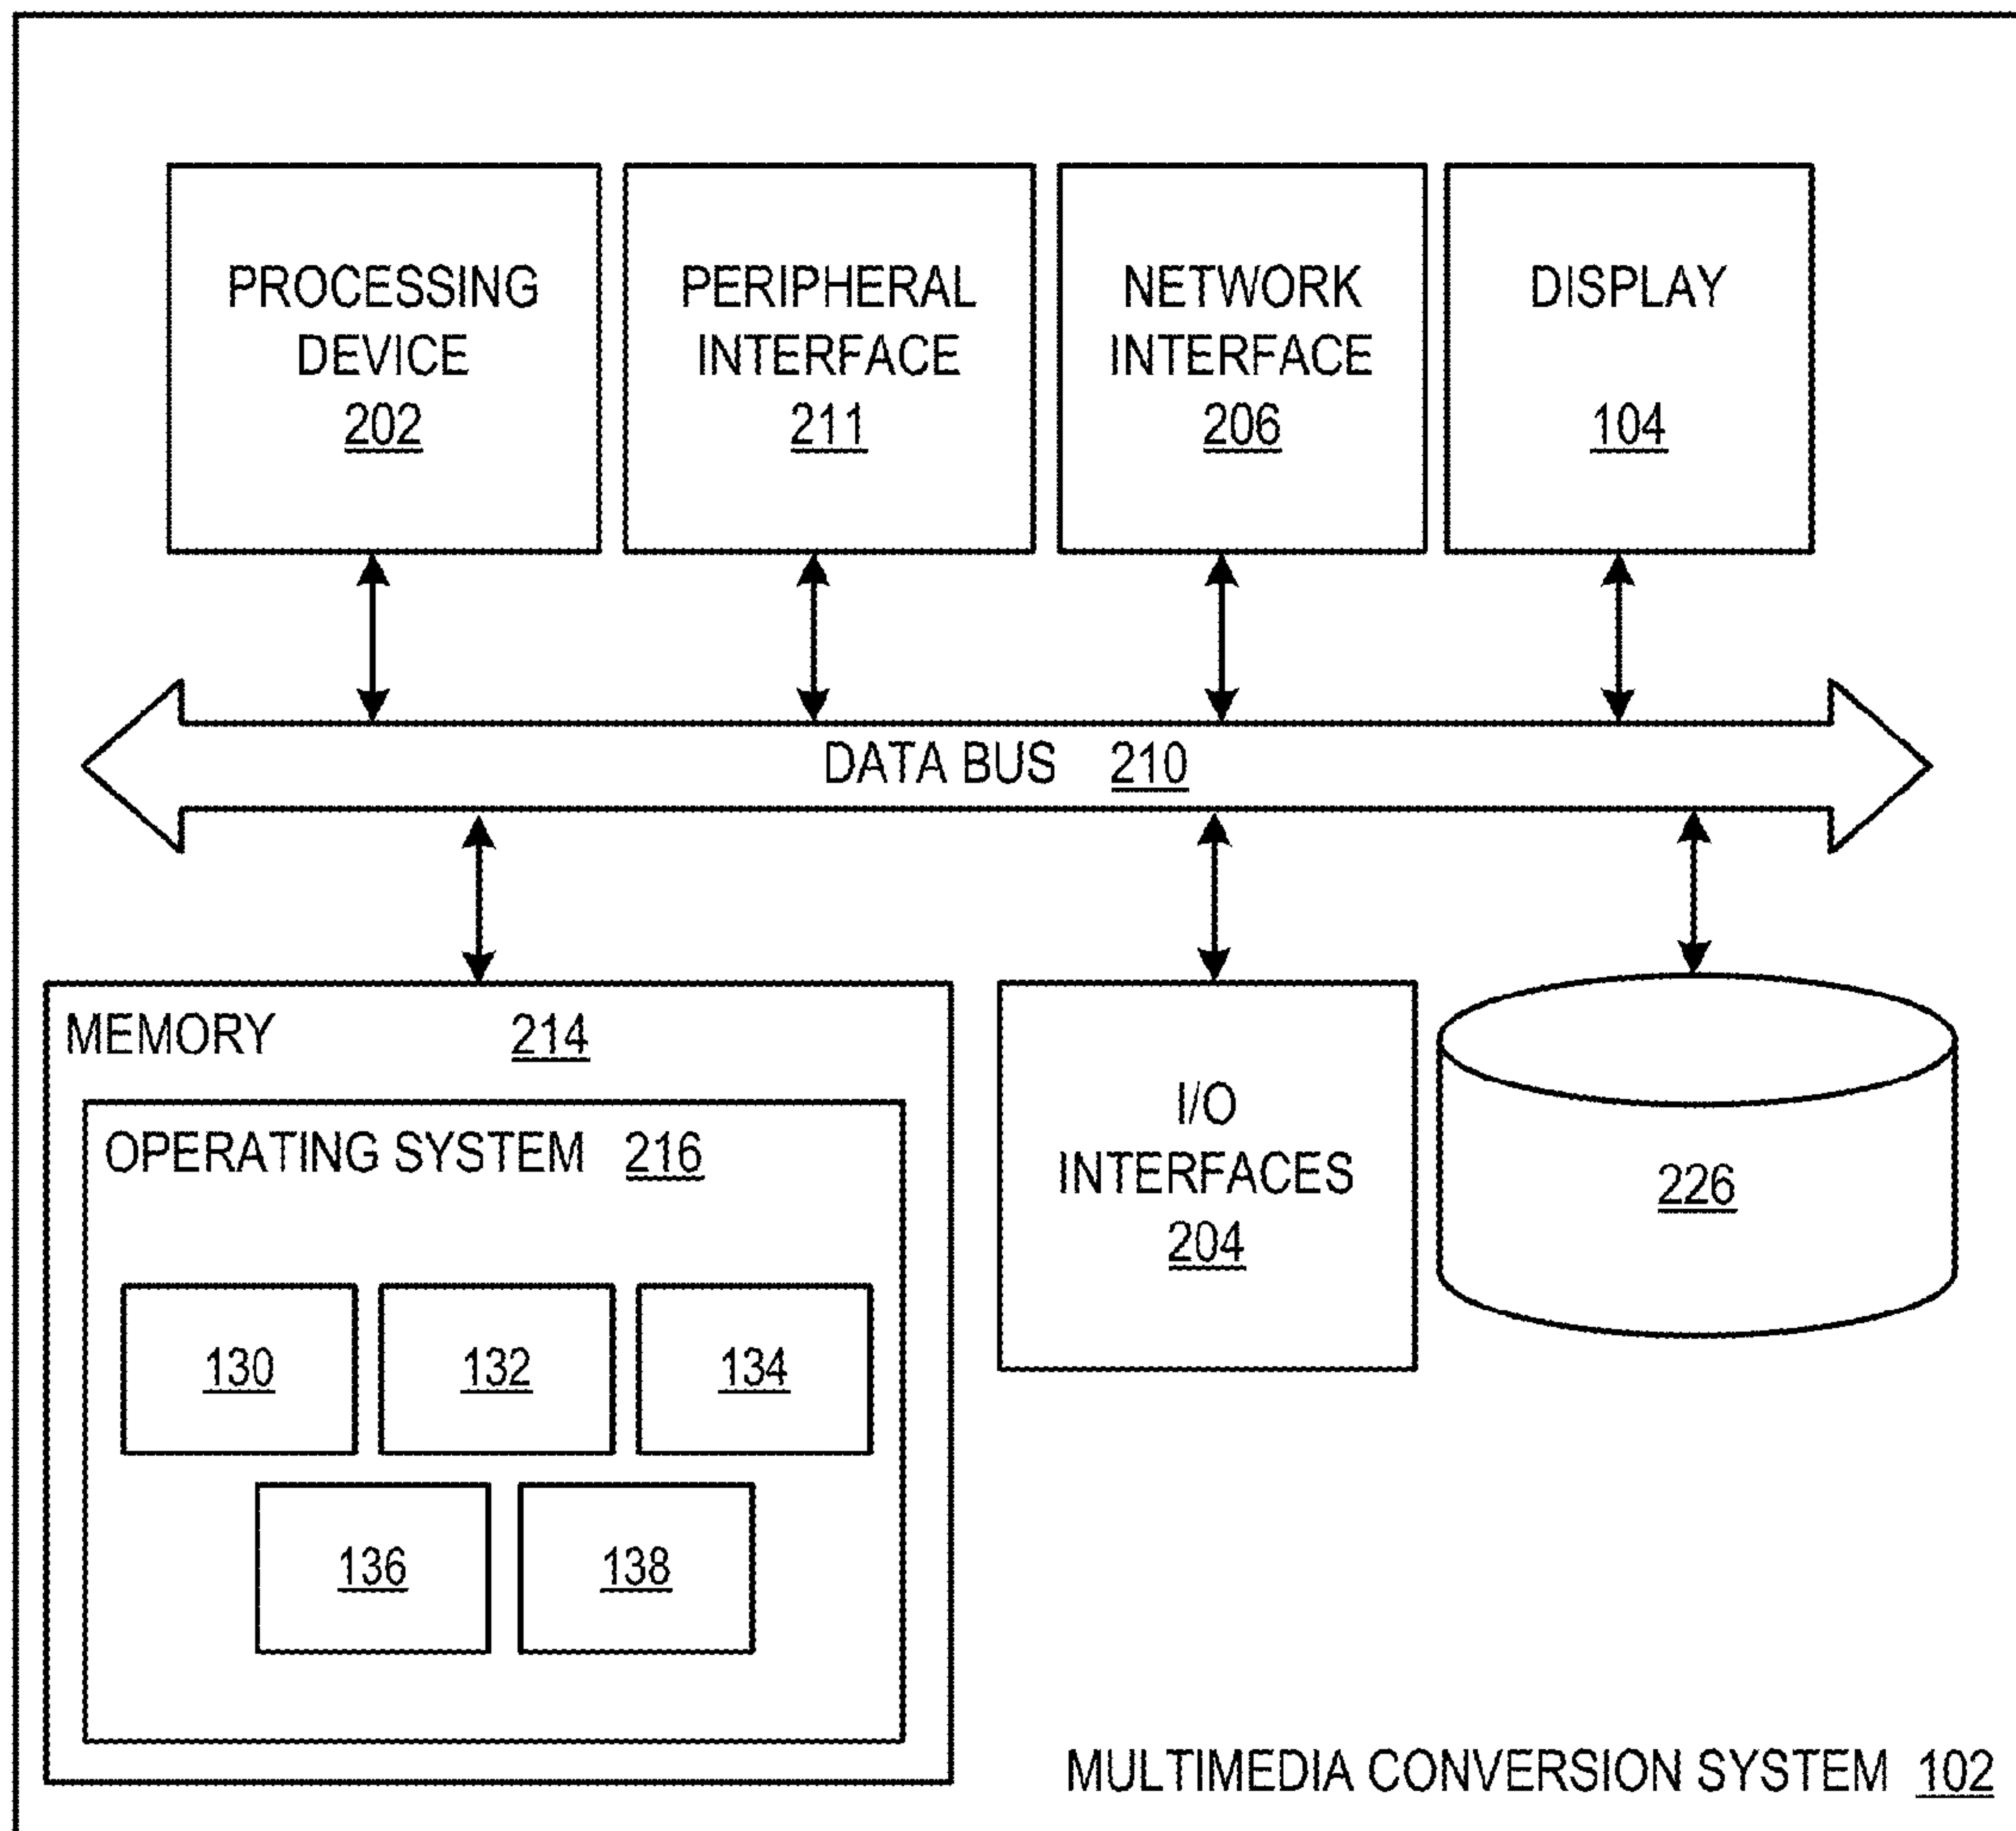 PROCESSING
DEVICE
202
PERIPHERAL
INTERFACE
211
NETWORK
INTERFACE
206
DISPLAY
104
DATA BUS 210
MEMORY 214
OPERATING SYSTEM 216
130
132
134
136
138
I/O
INTERFACES
204
226
MULTIMEDIA CONVERSION SYSTEM 102